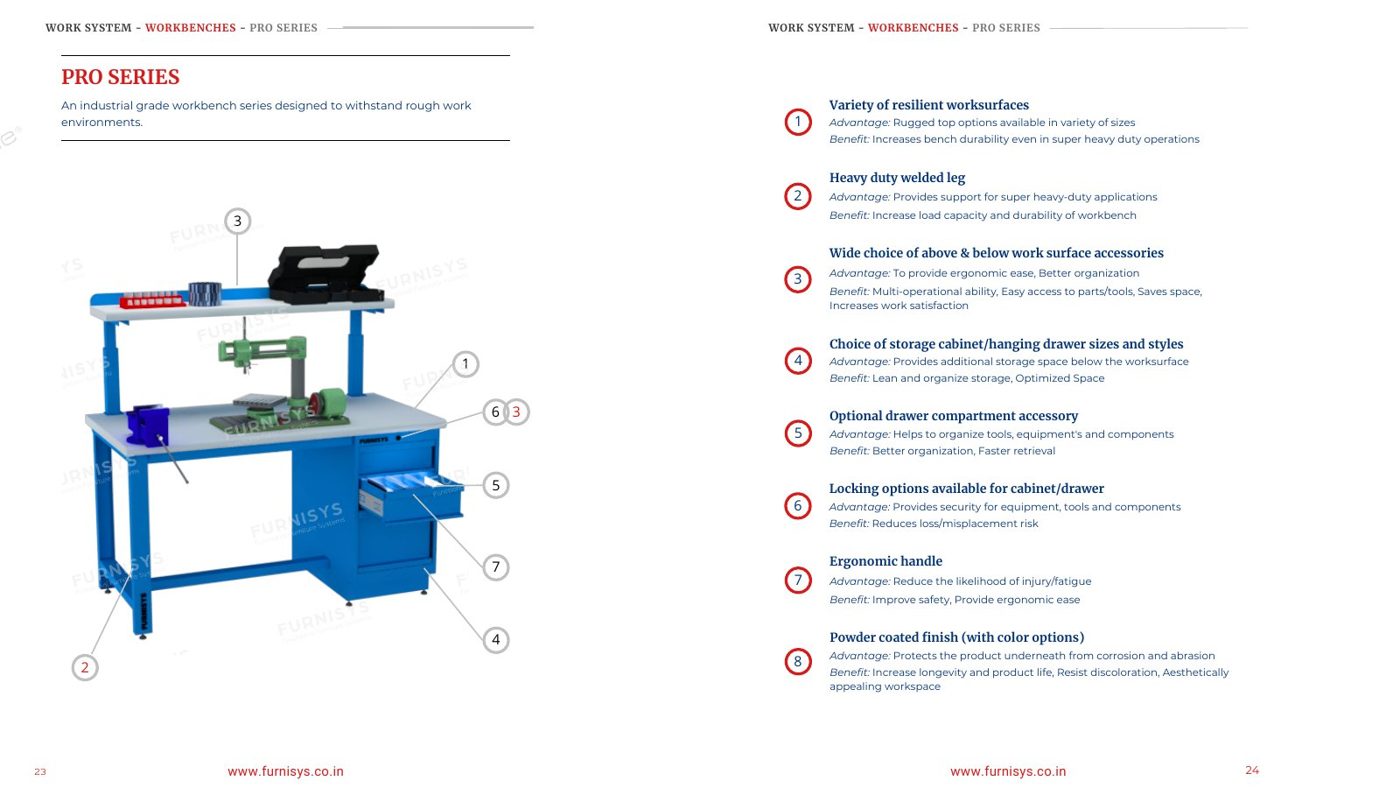 WORK SYSTEM - WORKBENCHES - PRO SERIES
PRO SERIES
An industrial grade workbench series designed to withstand rough work
environments.
3
1
6 3
5
7
4
2
FURNISYS
FURNISYS
FURNISYS
FURNISYS
FURNISYS
FURNISYS
FURNISYS
23
www.furnisys.co.in
WORK SYSTEM - WORKBENCHES - PRO SERIES
1
Variety of resilient worksurfaces
Advantage: Rugged top options available in variety of sizes
Benefit: Increases bench durability even in super heavy duty operations
2
Heavy duty welded leg
Advantage: Provides support for super heavy-duty applications
Benefit: Increase load capacity and durability of workbench
3
Wide choice of above & below work surface accessories
Advantage: To provide ergonomic ease, Better organization
Benefit: Multi-operational ability, Easy access to parts/tools, Saves space,
Increases work satisfaction
4
Choice of storage cabinet/hanging drawer sizes and styles
Advantage: Provides additional storage space below the worksurface
Benefit: Lean and organize storage, Optimized Space
5
Optional drawer compartment accessory
Advantage: Helps to organize tools, equipment's and components
Benefit: Better organization, Faster retrieval
6
Locking options available for cabinet/drawer
Advantage: Provides security for equipment, tools and components
Benefit: Reduces loss/misplacement risk
7
Ergonomic handle
Advantage: Reduce the likelihood of injury/fatigue
Benefit: Improve safety, Provide ergonomic ease
8
Powder coated finish (with color options)
Advantage: Protects the product underneath from corrosion and abrasion
Benefit: Increase longevity and product life, Resist discoloration, Aesthetically
appealing workspace
www.furnisys.co.in
24